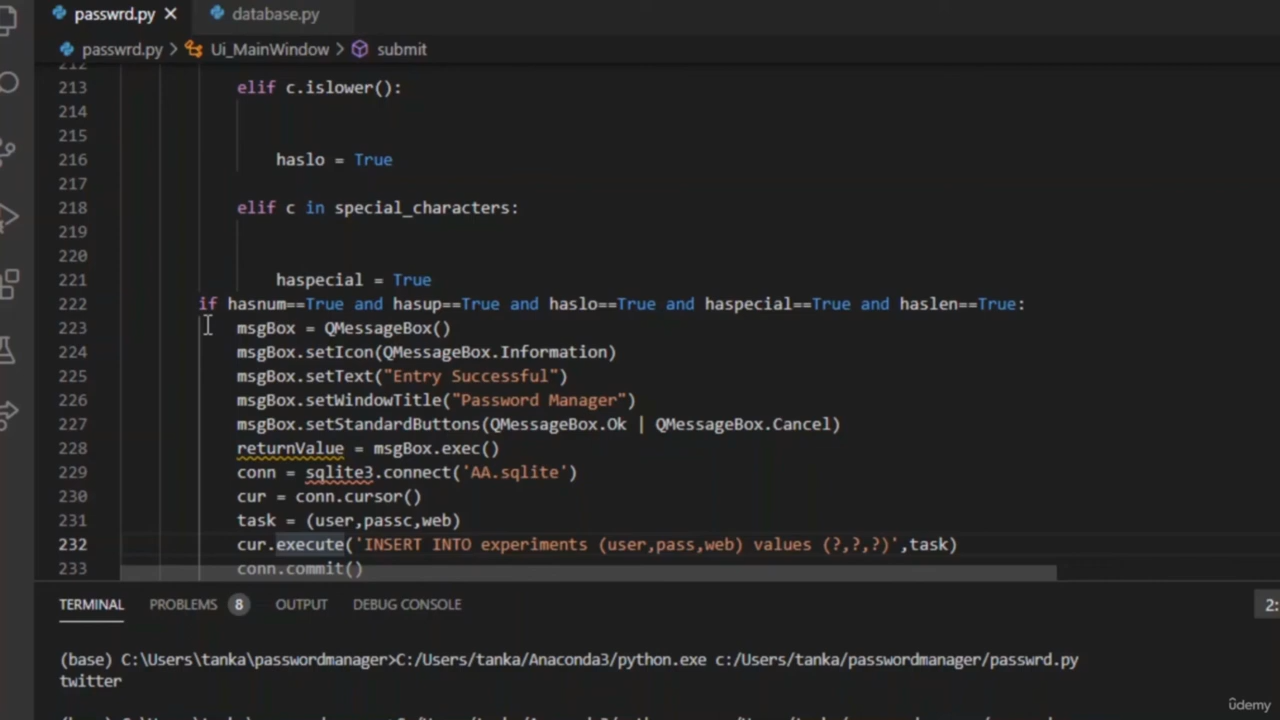 passwrd.py
database.py
passwrd.py > Ui_MainWindow > submit
212
213 elif c.islower():
214
215
216 haslo = True
217
218 elif c in special_characters:
219
220
221 haspecial = True
222 if hasnum==True and hasup==True and haslo==True and haspecial==True and haslen==True:
223 msgBox = QMessageBox()
224 msgBox.setIcon(QMessageBox.Information)
225 msgBox.setText("Entry Successful")
226 msgBox.setWindowTitle("Password Manager")
227 msgBox.setStandardButtons(QMessageBox.Ok | QMessageBox.Cancel)
228 returnValue = msgBox.exec()
229 conn = sqlite3.connect('AA.sqlite')
230 cur = conn.cursor()
231 task = (user,passc,web)
232 cur.execute('INSERT INTO experiments (user,pass,web) values (?,?,?)',task)
233 conn.commit()
TERMINAL PROBLEMS 8 OUTPUT DEBUG CONSOLE 2:
(base) C:\Users\tanka\passwordmanager>C:/Users/tanka/Anaconda3/python.exe c:/Users/tanka/passwordmanager/passwrd.py
twitter
udemy